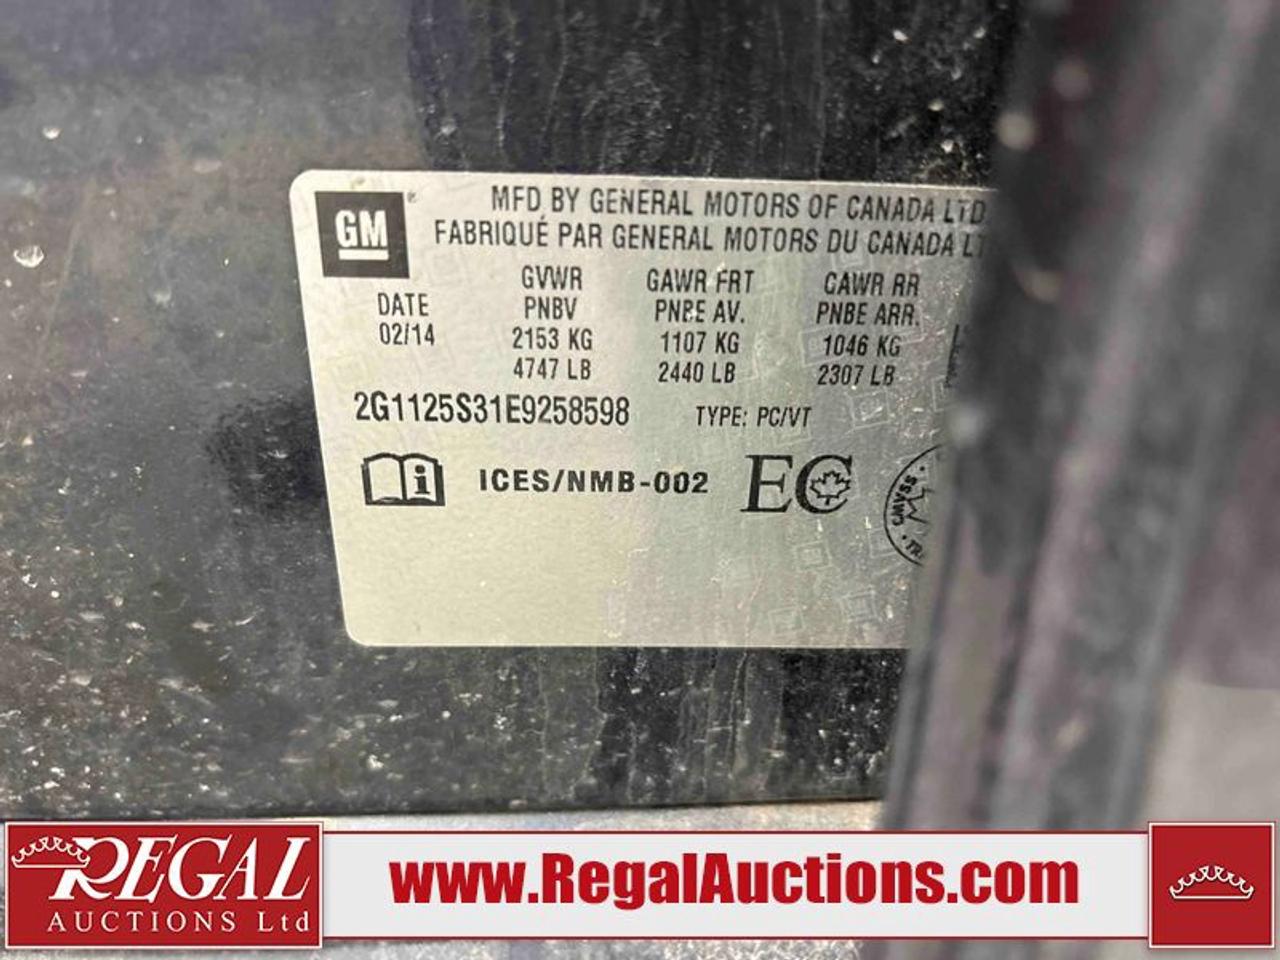 GM®
MFD BY GENERAL MOTORS OF CANADA LTD
FABRIQUÉ PAR GENERAL MOTORS DU CANADA
DATE
02/14
GVWR
PNBV
2153 KG
4747 LB
GAWR FRT
PNBE AV.
1107 KG
2440 LB
GAWR RR
PNBE ARR.
1046 KG
2307 LB
2G1125S31E9258598 TYPE: PC/VT
i ICES/NMB-002 EC
CMVSS
REGAL
AUCTIONS Ltd
www.RegalAuctions.com